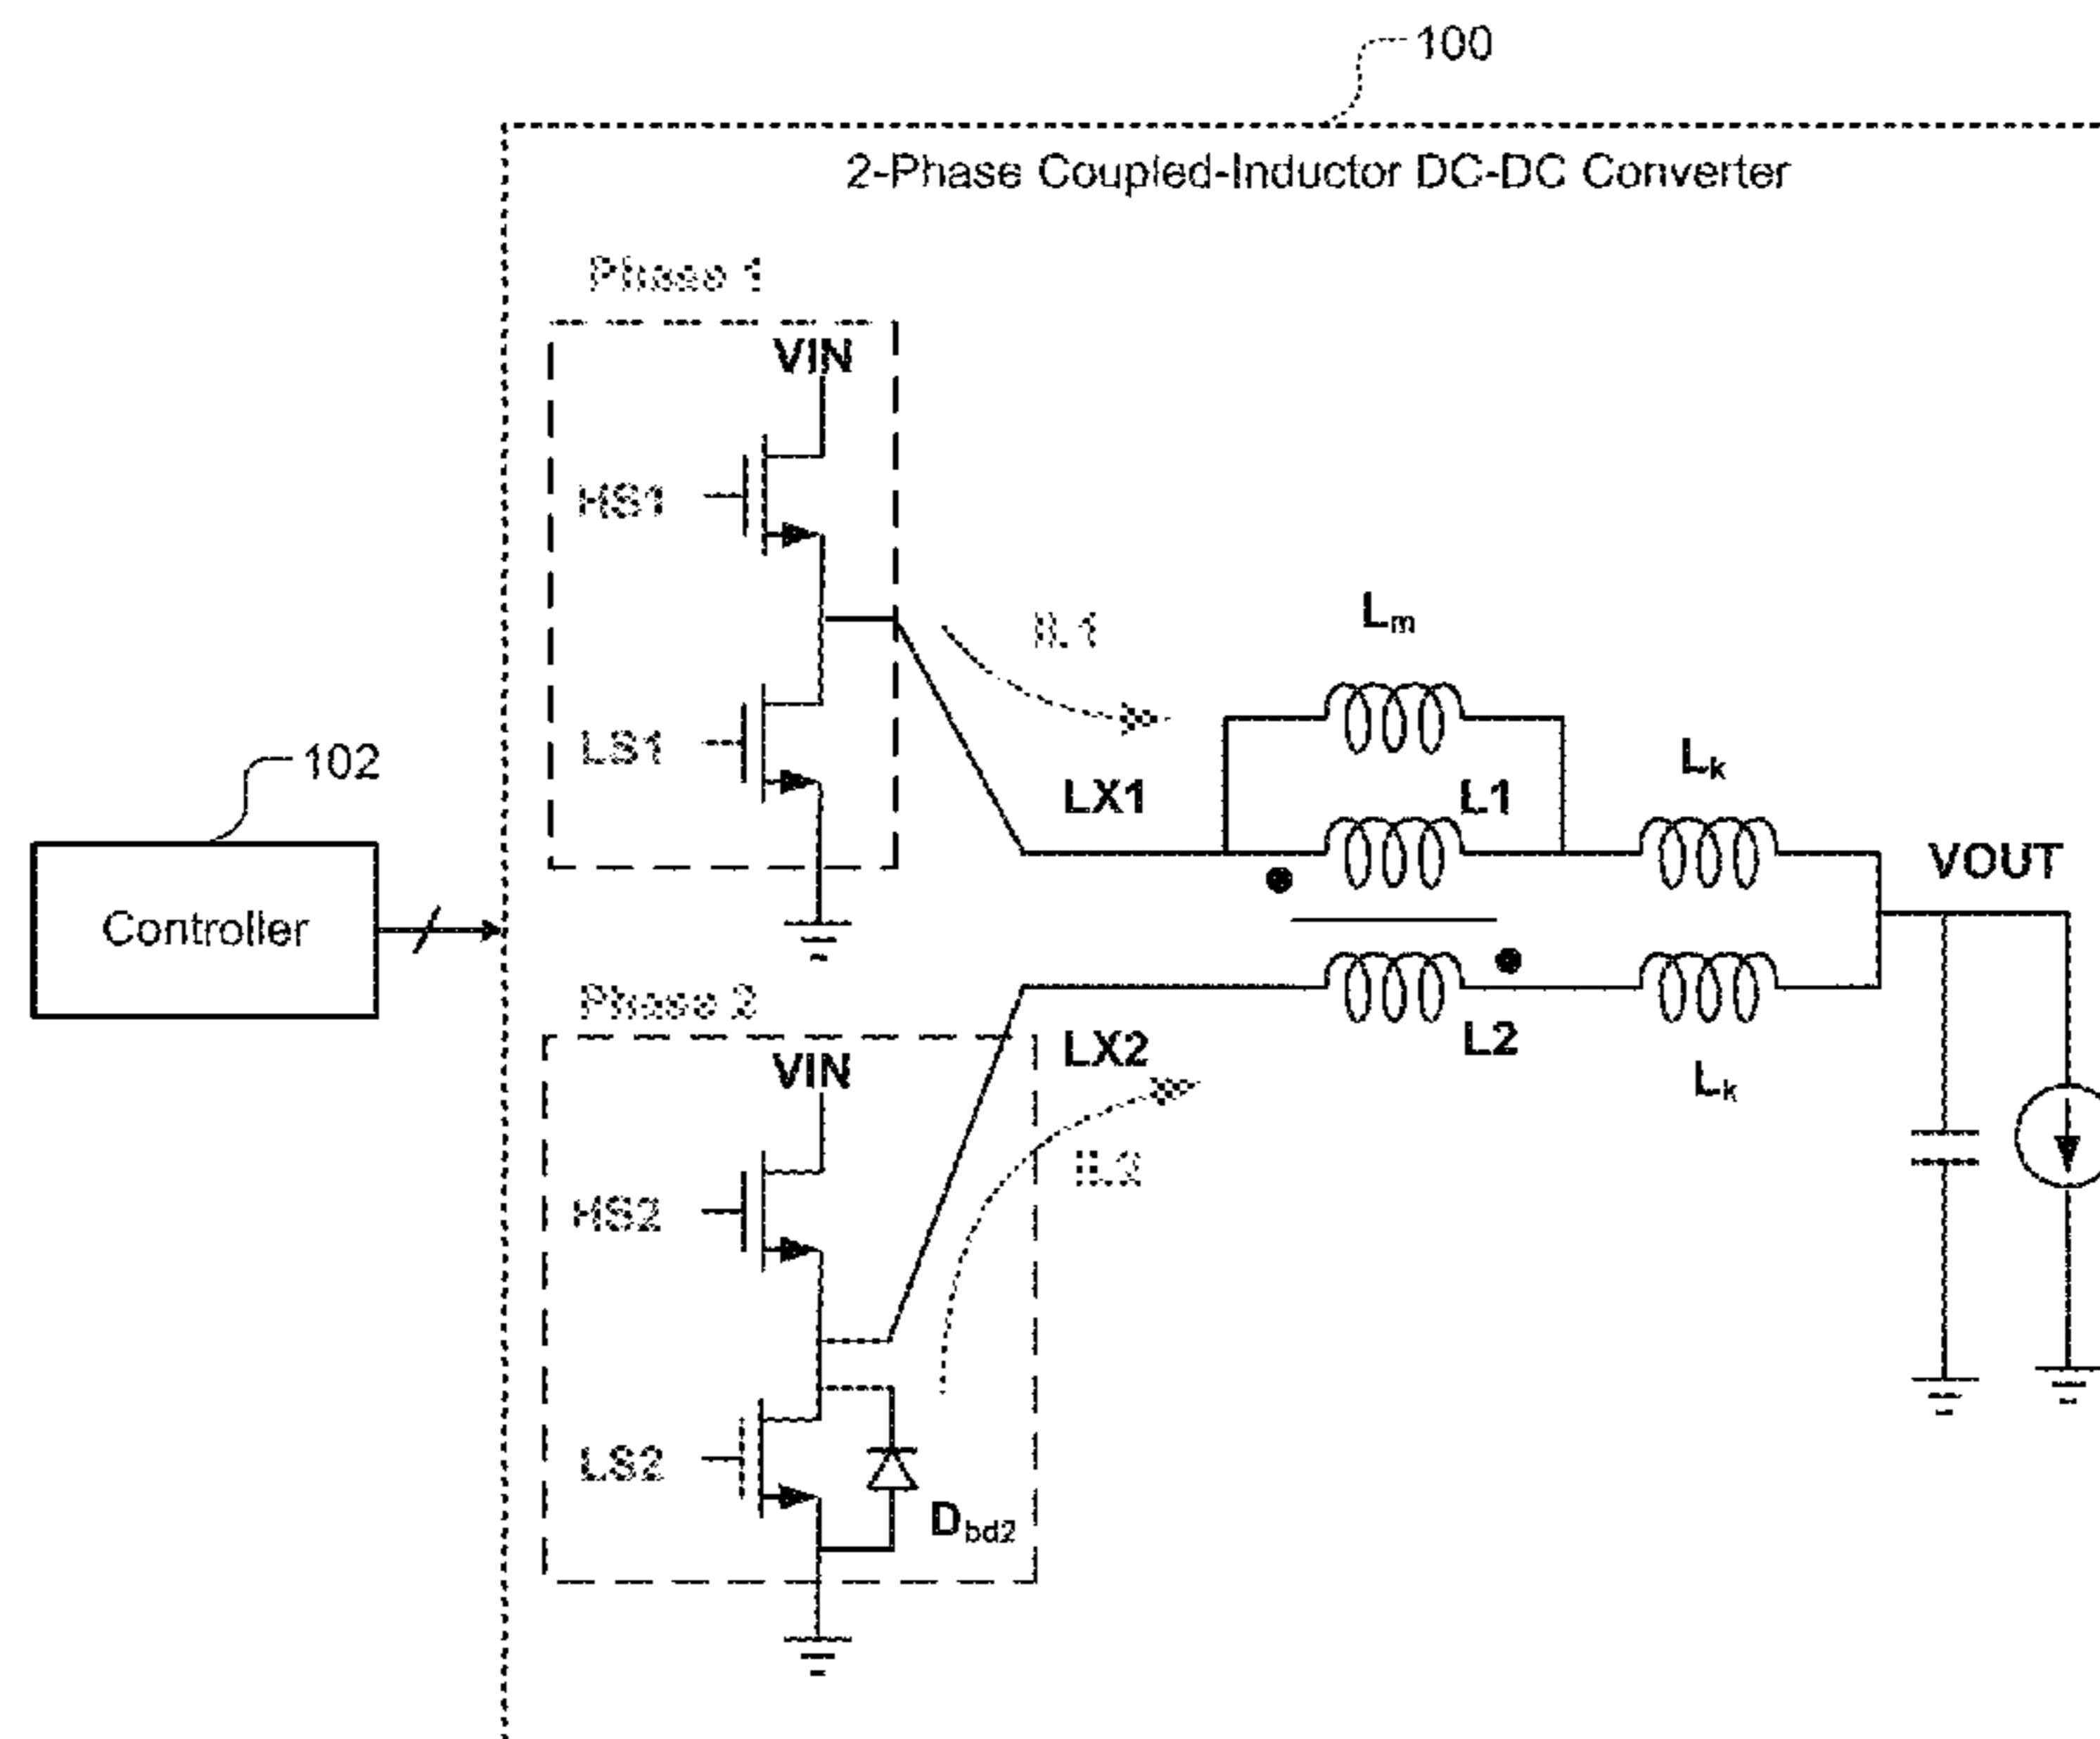 100
2-Phase Coupled-Inductor DC-DC Converter
Phase 1
VIN
HS1
IL1
Lm
LS1
102
Lk
LX1
L1
VOUT
Controller
Phase 2
L2
LX2
VIN
Lk
IL2
HS2
LS2
Dbd2